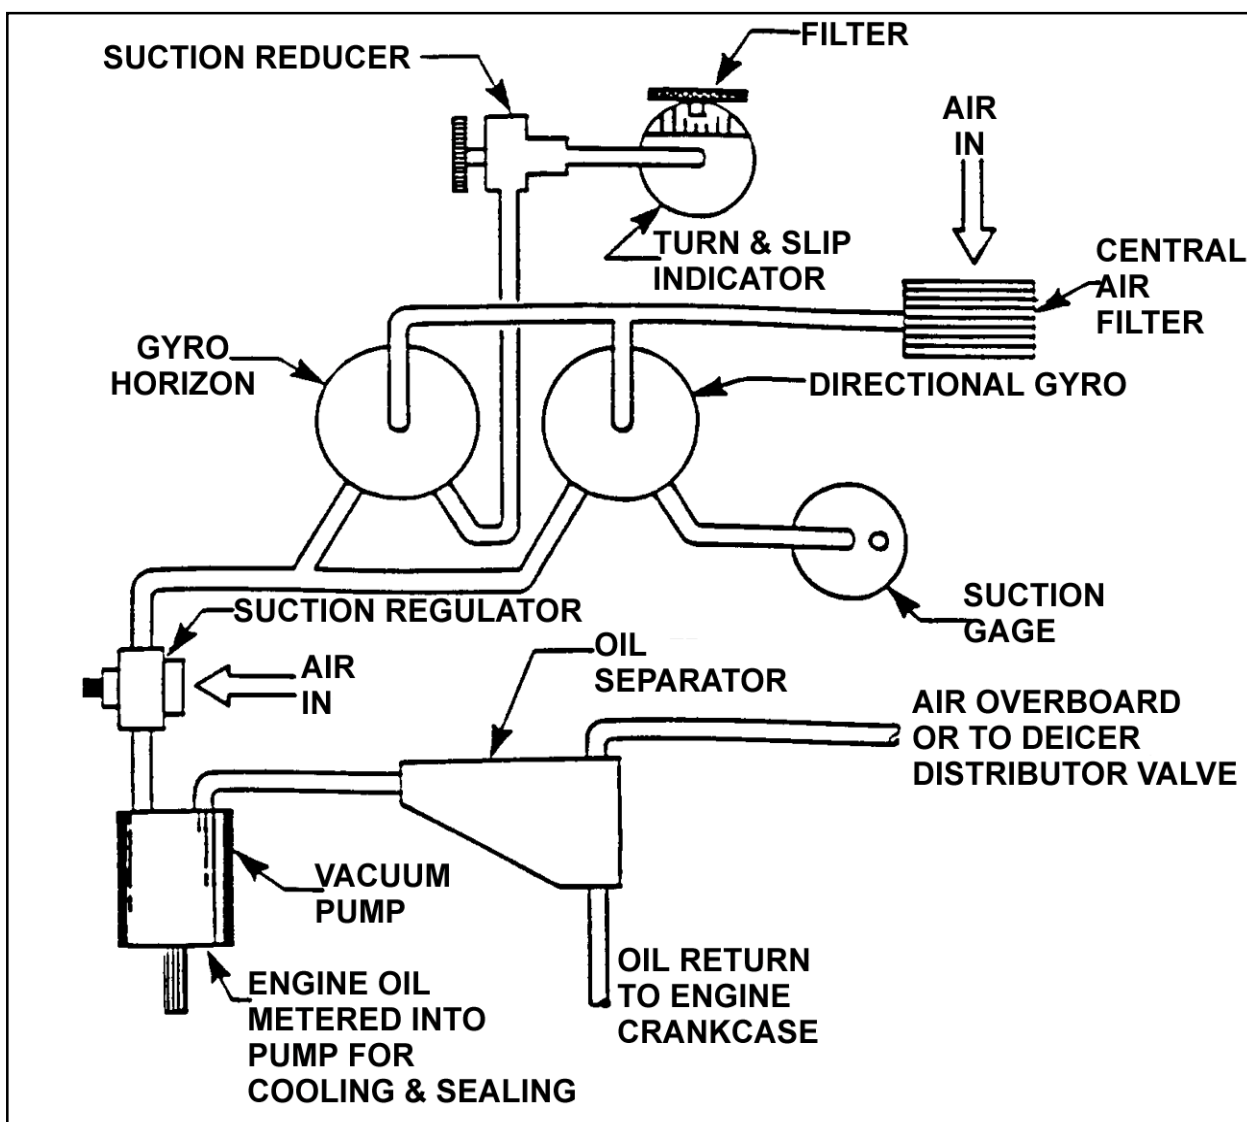 FILTER
SUCTION REDUCER
AIR
IN
TURN & SLIP
INDICATOR
CENTRAL
AIR
FILTER
GYRO
HORIZON
DIRECTIONAL GYRO
SUCTION REGULATOR
SUCTION
GAGE
AIR
IN
OIL
SEPARATOR
AIR OVERBOARD
OR TO DEICER
DISTRIBUTOR VALVE
VACUUM
PUMP
ENGINE OIL
METERED INTO
PUMP FOR
COOLING & SEALING
OIL RETURN
TO ENGINE
CRANKCASE